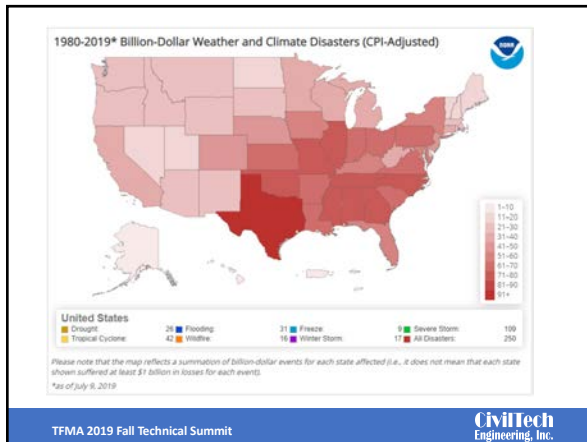 1980-2019* Billion-Dollar Weather and Climate Disasters (CPI-Adjusted)
NOAA
1–10
11–20
21–30
31–40
41–50
51–60
61–70
71–80
81–90
91+
United States
Drought: 26 Flooding: 31 Freeze: 9 Severe Storm: 109
Tropical Cyclone: 42 Wildfire: 16 Winter Storm: 17 All Disasters: 250
Please note that the map reflects a summation of billion-dollar events for each state affected (i.e., it does not mean that each state
shown suffered at least $1 billion in losses for each event).
*as of July 9, 2019
TFMA 2019 Fall Technical Summit
CivilTech
Engineering, Inc.